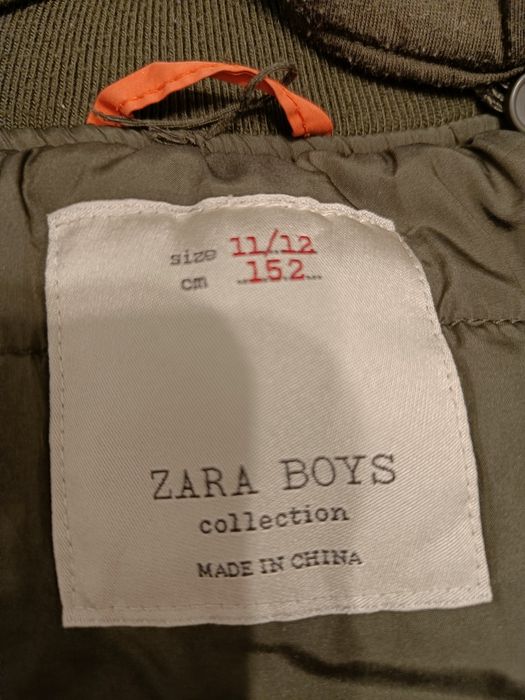 size 11/12
cm 152
ZARA BOYS
collection
MADE IN CHINA